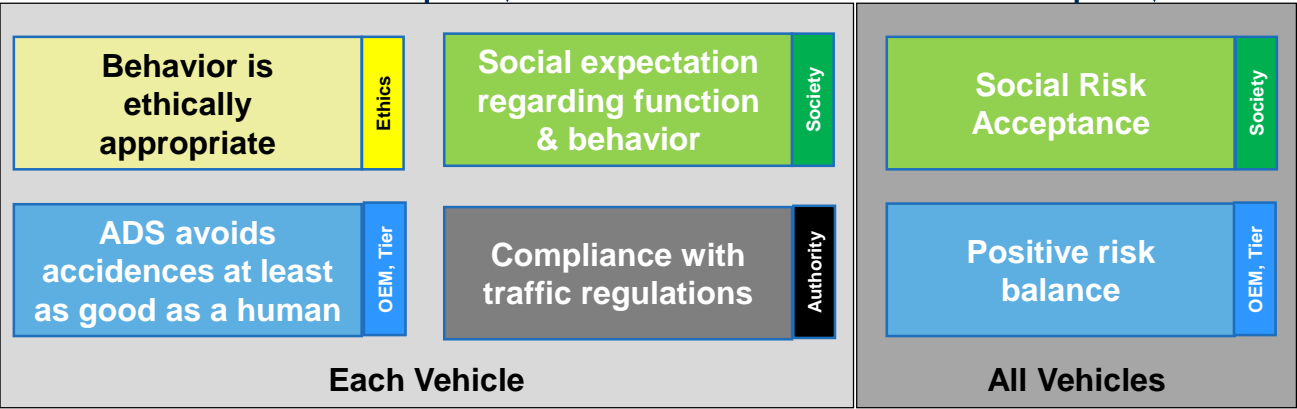 Behavior is
ethically
appropriate
Ethics
Social expectation
regarding function
& behavior
Society
ADS avoids
accidences at least
as good as a human
OEM, Tier
Compliance with
traffic regulations
Authority
Each Vehicle
Social Risk
Acceptance
Society
Positive risk
balance
OEM, Tier
All Vehicles